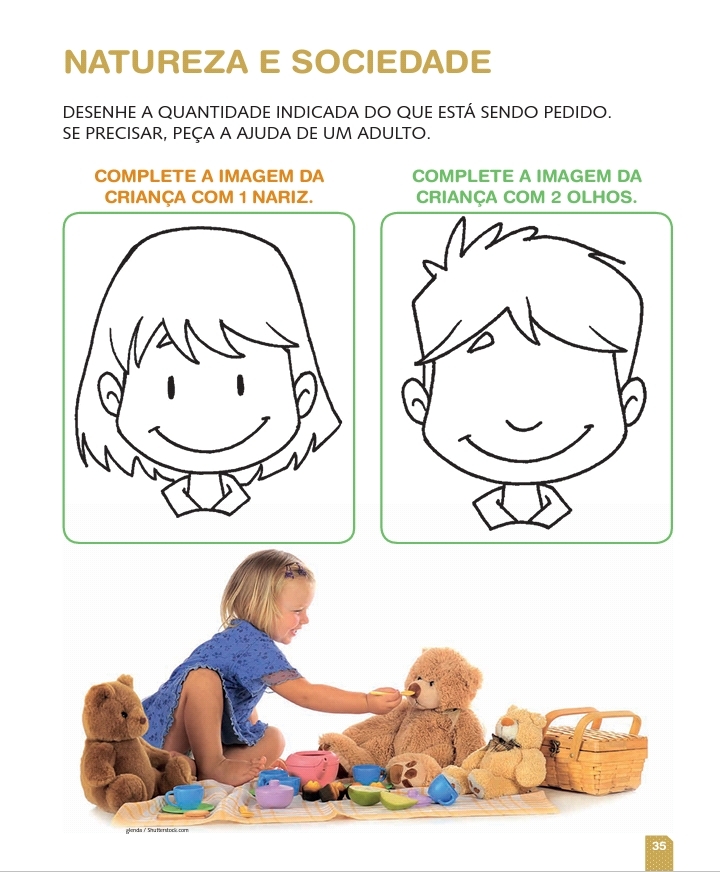 NATUREZA E SOCIEDADE
DESENHE A QUANTIDADE INDICADA DO QUE ESTÁ SENDO PEDIDO.
SE PRECISAR, PEÇA A AJUDA DE UM ADULTO.
COMPLETE A IMAGEM DA
CRIANÇA COM 1 NARIZ.
COMPLETE A IMAGEM DA
CRIANÇA COM 2 OLHOS.
glenda / Shutterstock.com
35